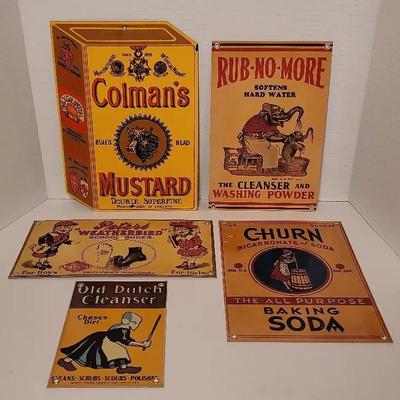 Colman's
BULL'S HEAD
MUSTARD
DOUBLE SUPERFINE
RUB-NO-MORE
SOFTENS
HARD WATER
THE CLEANSER AND
WASHING POWDER
"WEATHERBIRD"
SCHOOL SHOES
For Boys
For Girls
Old Dutch
Cleanser
Chases
Dirt
CLEANS-SCRUBS-SCOURS-POLISHES
CHURN
BICARBONATE of SODA
THE ALL PURPOSE
BAKING
SODA